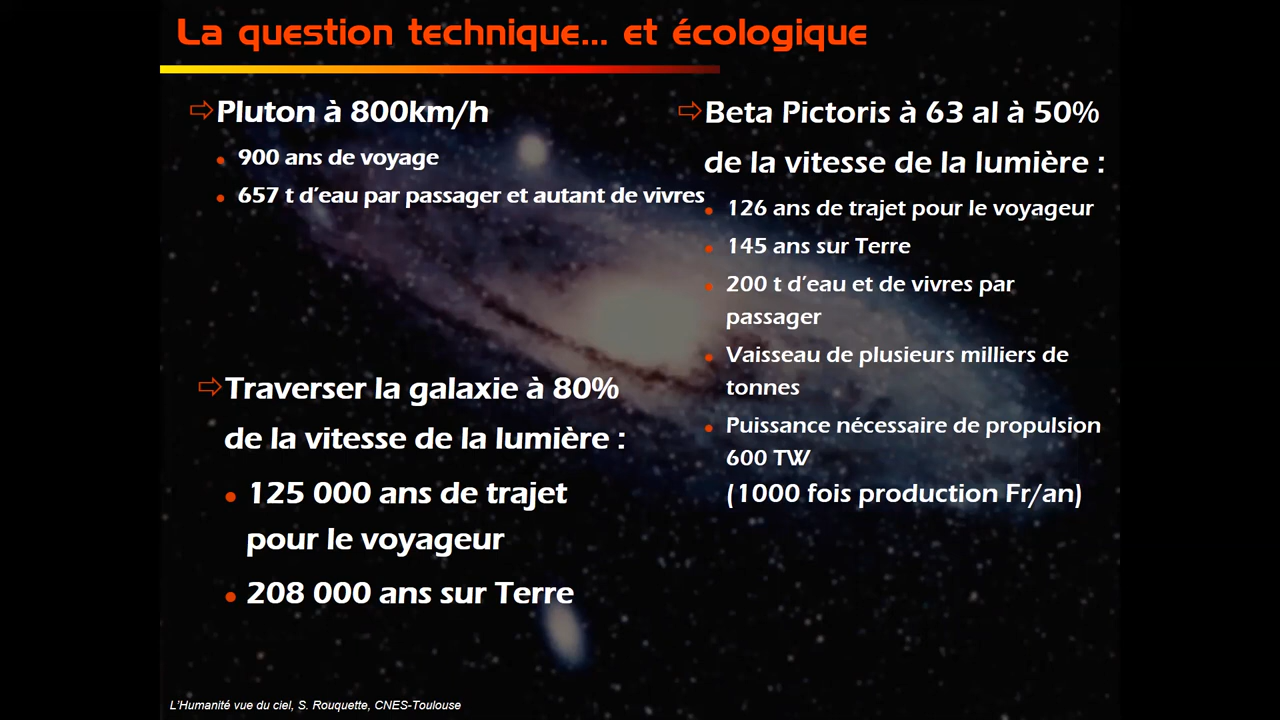 La question technique... et écologique
Pluton à 800km/h
900 ans de voyage
657 t d'eau par passager et autant de vivres
Traverser la galaxie à 80%
de la vitesse de la lumière :
125 000 ans de trajet
pour le voyageur
208 000 ans sur Terre
Beta Pictoris à 63 al à 50%
de la vitesse de la lumière :
126 ans de trajet pour le voyageur
145 ans sur Terre
200 t d'eau et de vivres par
passager
Vaisseau de plusieurs milliers de
tonnes
Puissance nécessaire de propulsion
600 TW
(1000 fois production Fr/an)
L'Humanité vue du ciel, S. Rouquette, CNES-Toulouse